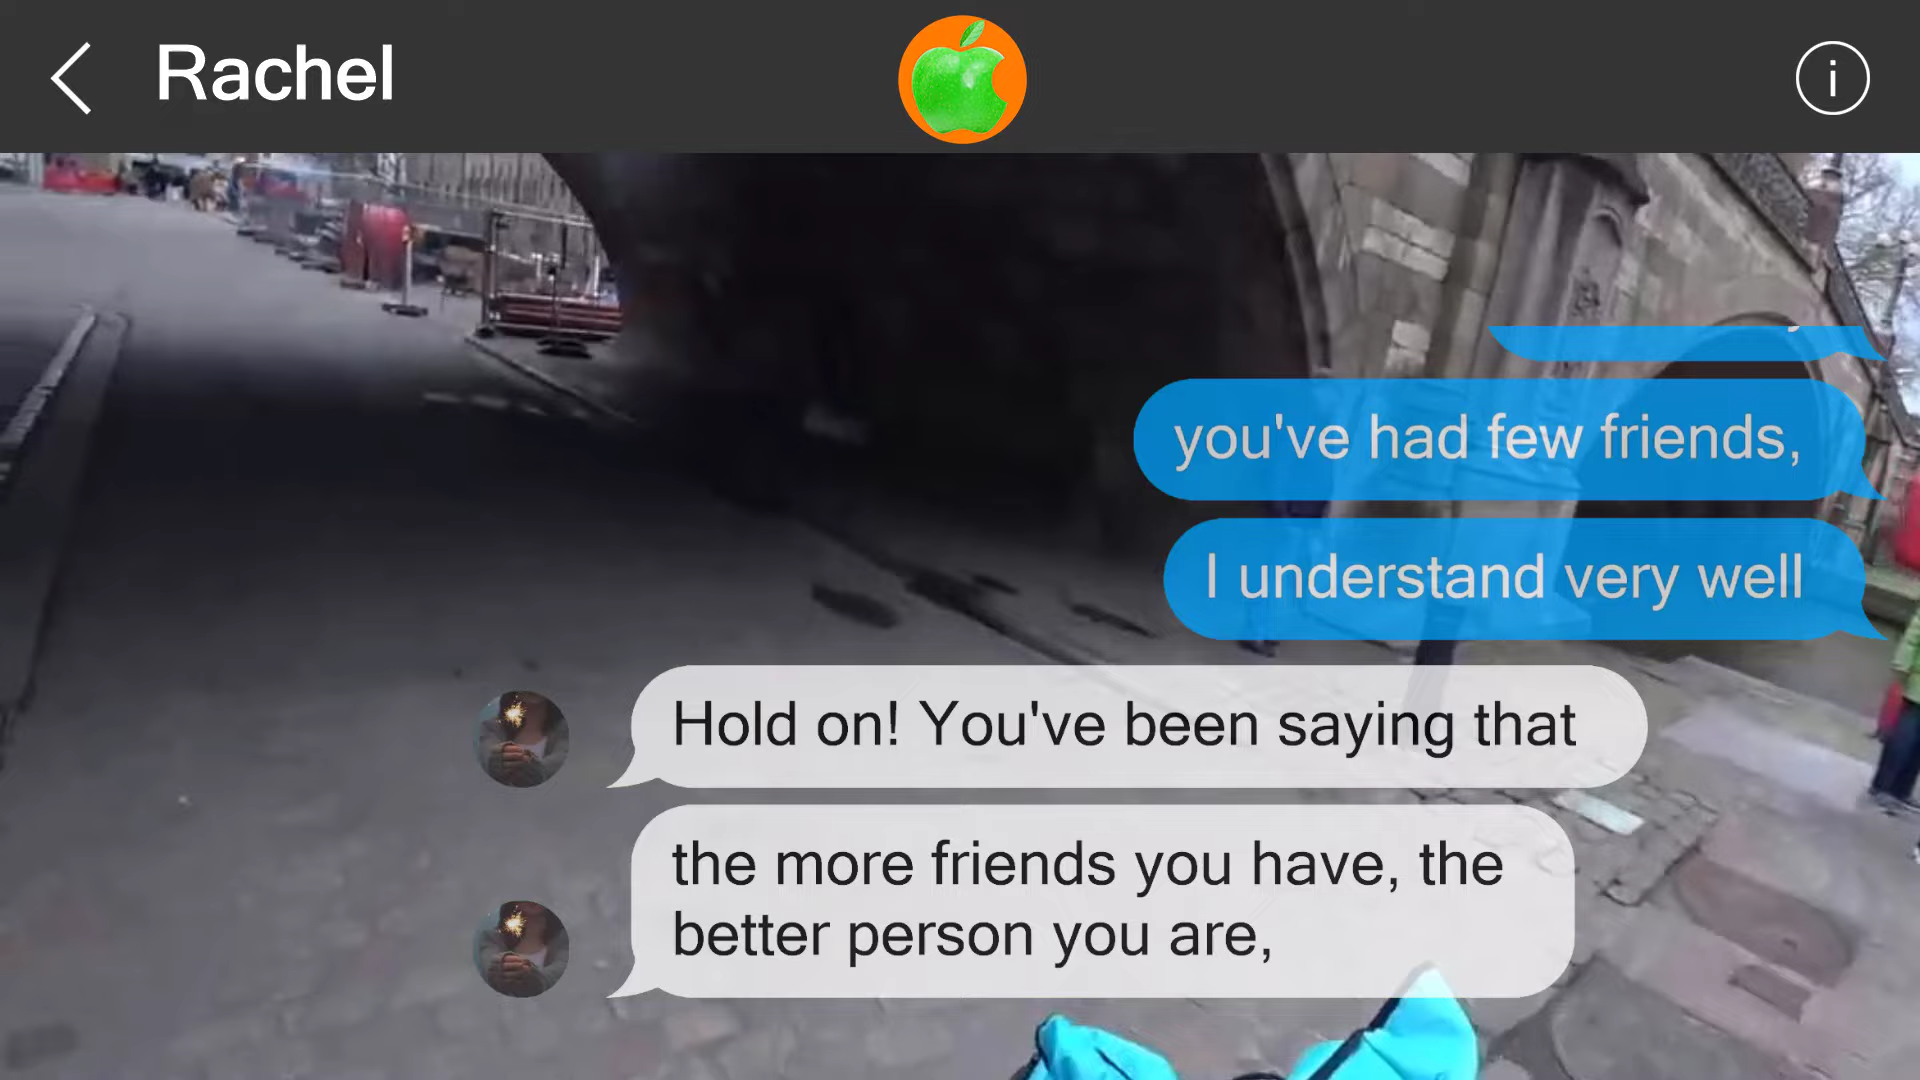 Rachel
you've had few friends,
I understand very well
Hold on! You've been saying that
the more friends you have, the
better person you are,